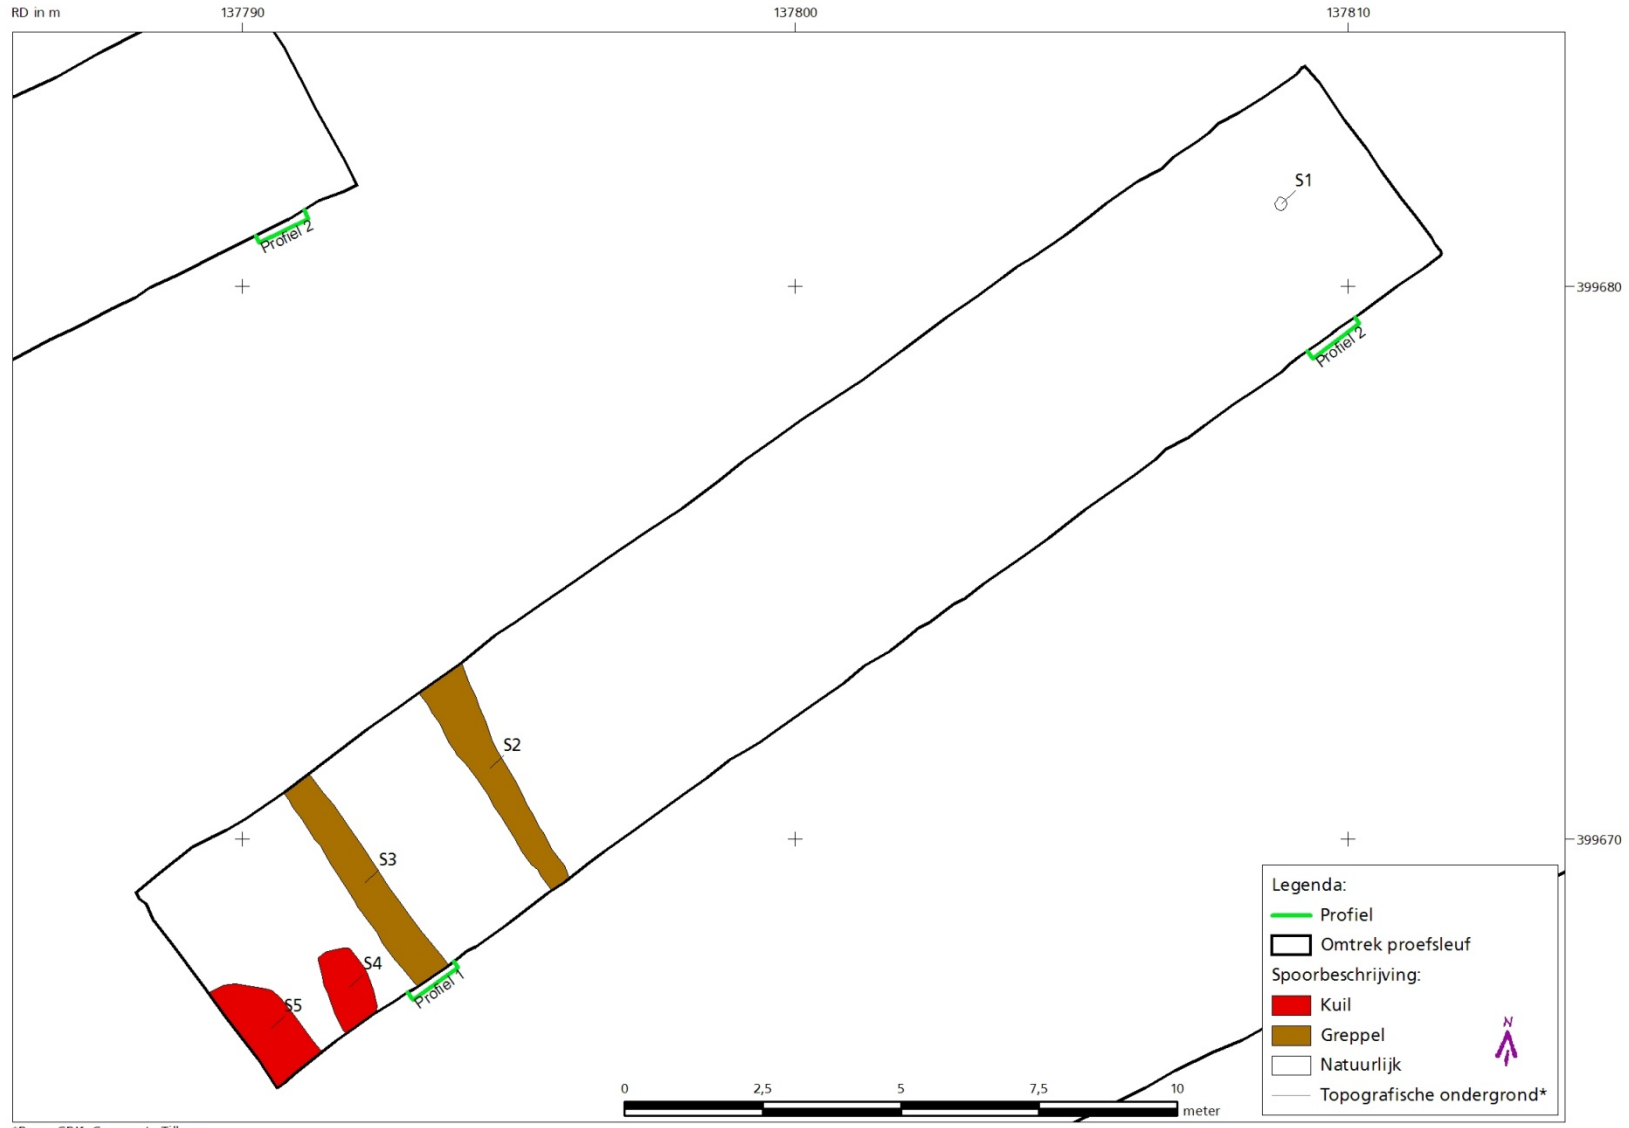 RD in m
137790
137800
137810
S1
Profiel 2
399680
Profiel 2
S2
399670
S3
S4
Profiel 1
S5
Legenda:
Profiel
Omtrek proefsleuf
Spoorbeschrijving:
Kuil
Greppel
Natuurlijk
Topografische ondergrond*
N
0
2,5
5
7,5
10
meter